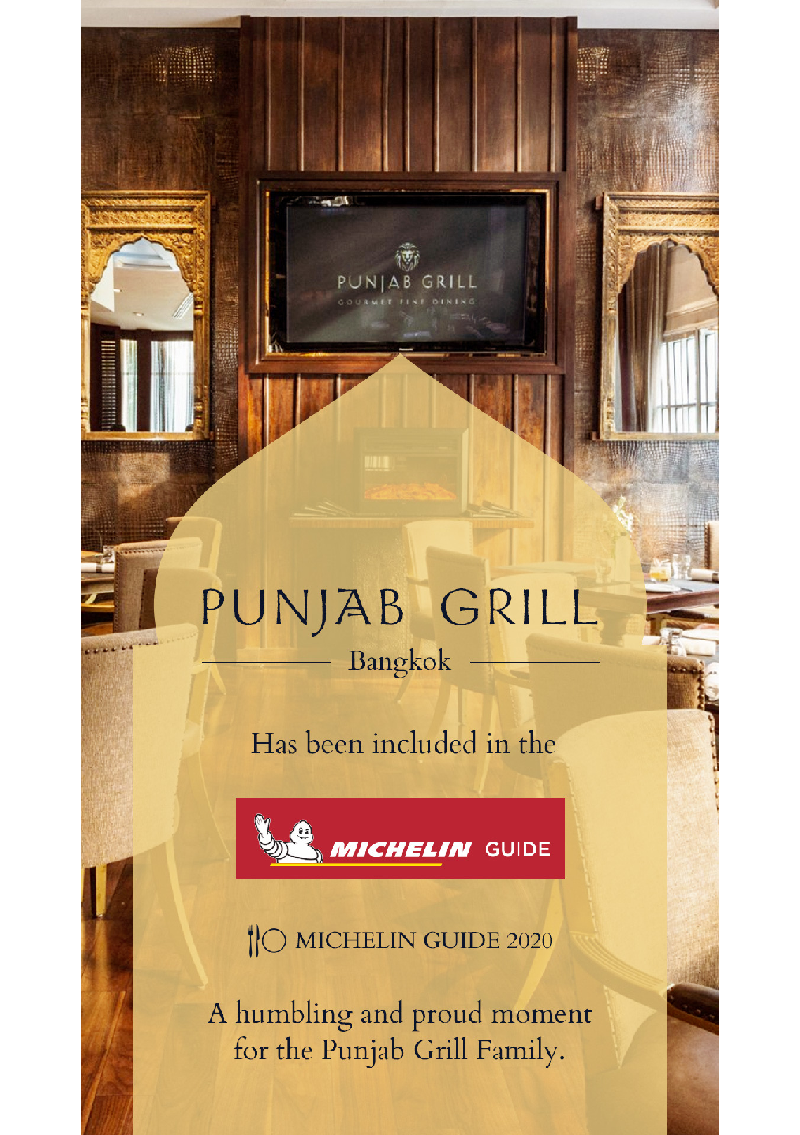 PUNJAB GRILL
GOURMET FINE DINING
PUNJAB GRILL
Bangkok
Has been included in the
MICHELIN GUIDE
MICHELIN GUIDE 2020
A humbling and proud moment
for the Punjab Grill Family.